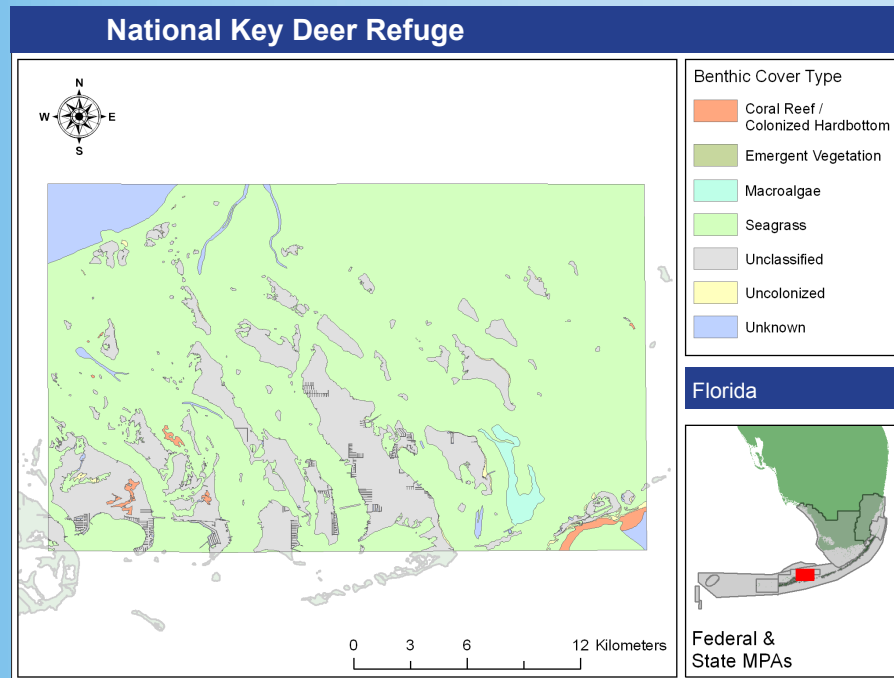 National Key Deer Refuge
N
W E
S
Benthic Cover Type
Coral Reef /
Colonized Hardbottom
Emergent Vegetation
Macroalgae
Seagrass
Unclassified
Uncolonized
Unknown
Florida
0 3 6 12 Kilometers
Federal &
State MPAs